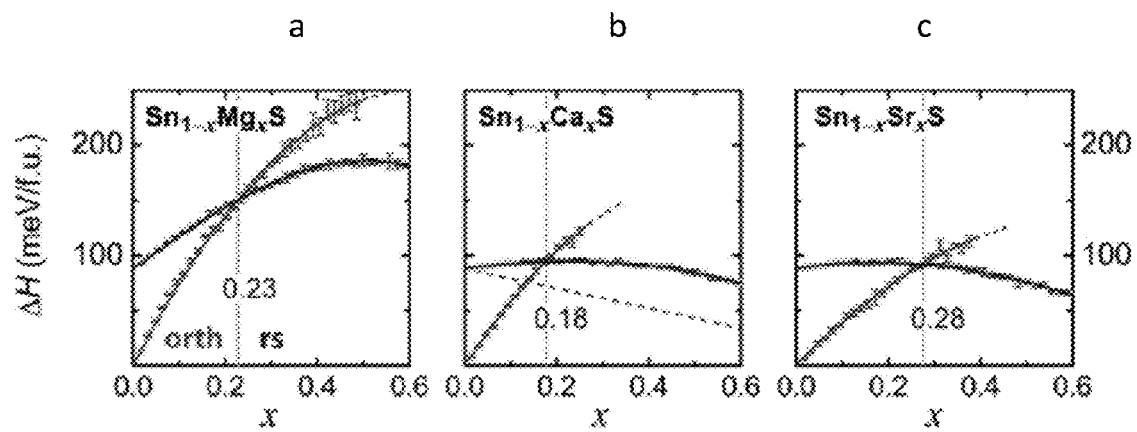 a b c
Sn1-xMgxS Sn1-xCaxS Sn1-xSrxS
200 200
100 100
ΔH (meV/f.u.)
0.23 0.18 0.28
orth rs
0.0 0.2 0.4 0.6 0.0 0.2 0.4 0.6 0.0 0.2 0.4 0.6
x x x